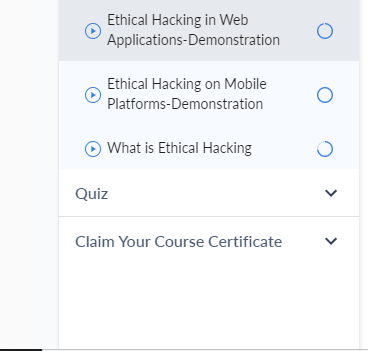 Ethical Hacking in Web
Applications-Demonstration
Ethical Hacking on Mobile
Platforms-Demonstration
What is Ethical Hacking
Quiz
Claim Your Course Certificate